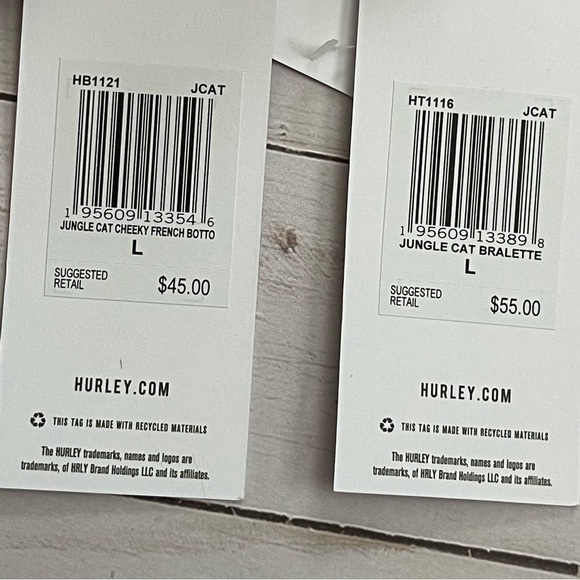 HB1121 JCAT
1 95609 13354 6
JUNGLE CAT CHEEKY FRENCH BOTTO
L
SUGGESTED
RETAIL
$45.00
HURLEY.COM
THIS TAG IS MADE WITH RECYCLED MATERIALS
The HURLEY trademarks, names and logos are
trademarks, of HRLY Brand Holdings LLC and its affiliates.
HT1116 JCAT
1 95609 13389 8
JUNGLE CAT BRALETTE
L
SUGGESTED
RETAIL
$55.00
HURLEY.COM
THIS TAG IS MADE WITH RECYCLED MATERIALS
The HURLEY trademarks, names and logos are
trademarks, of HRLY Brand Holdings LLC and its affiliates.